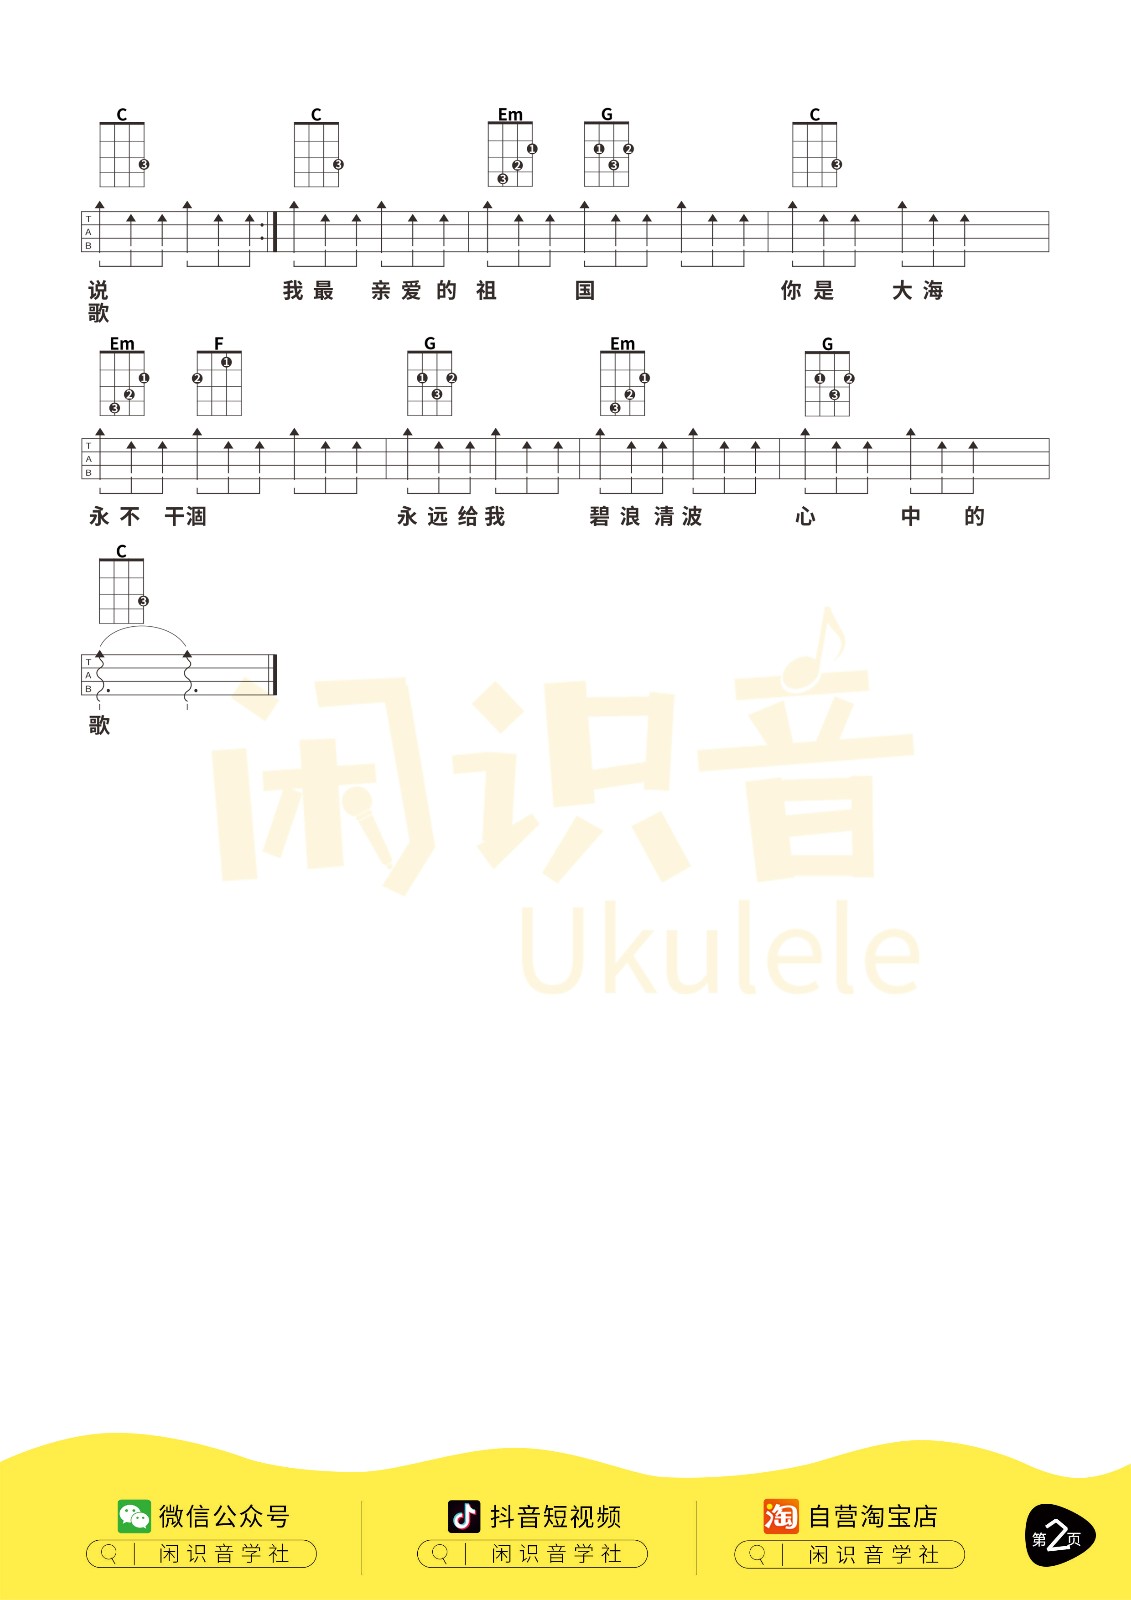 C C Em G C
T
A
B
说 我 最 亲 爱 的 祖 国 你 是 大 海
歌
Em F G Em G
T
A
B
永 不 干涸 永 远 给 我 碧 浪 清 波 心 中 的
C
T
A
B
歌
闲识音
Ukulele
微信公众号 抖音短视频 淘 自营淘宝店
闲识音学社 闲识音学社 闲识音学社
第2页